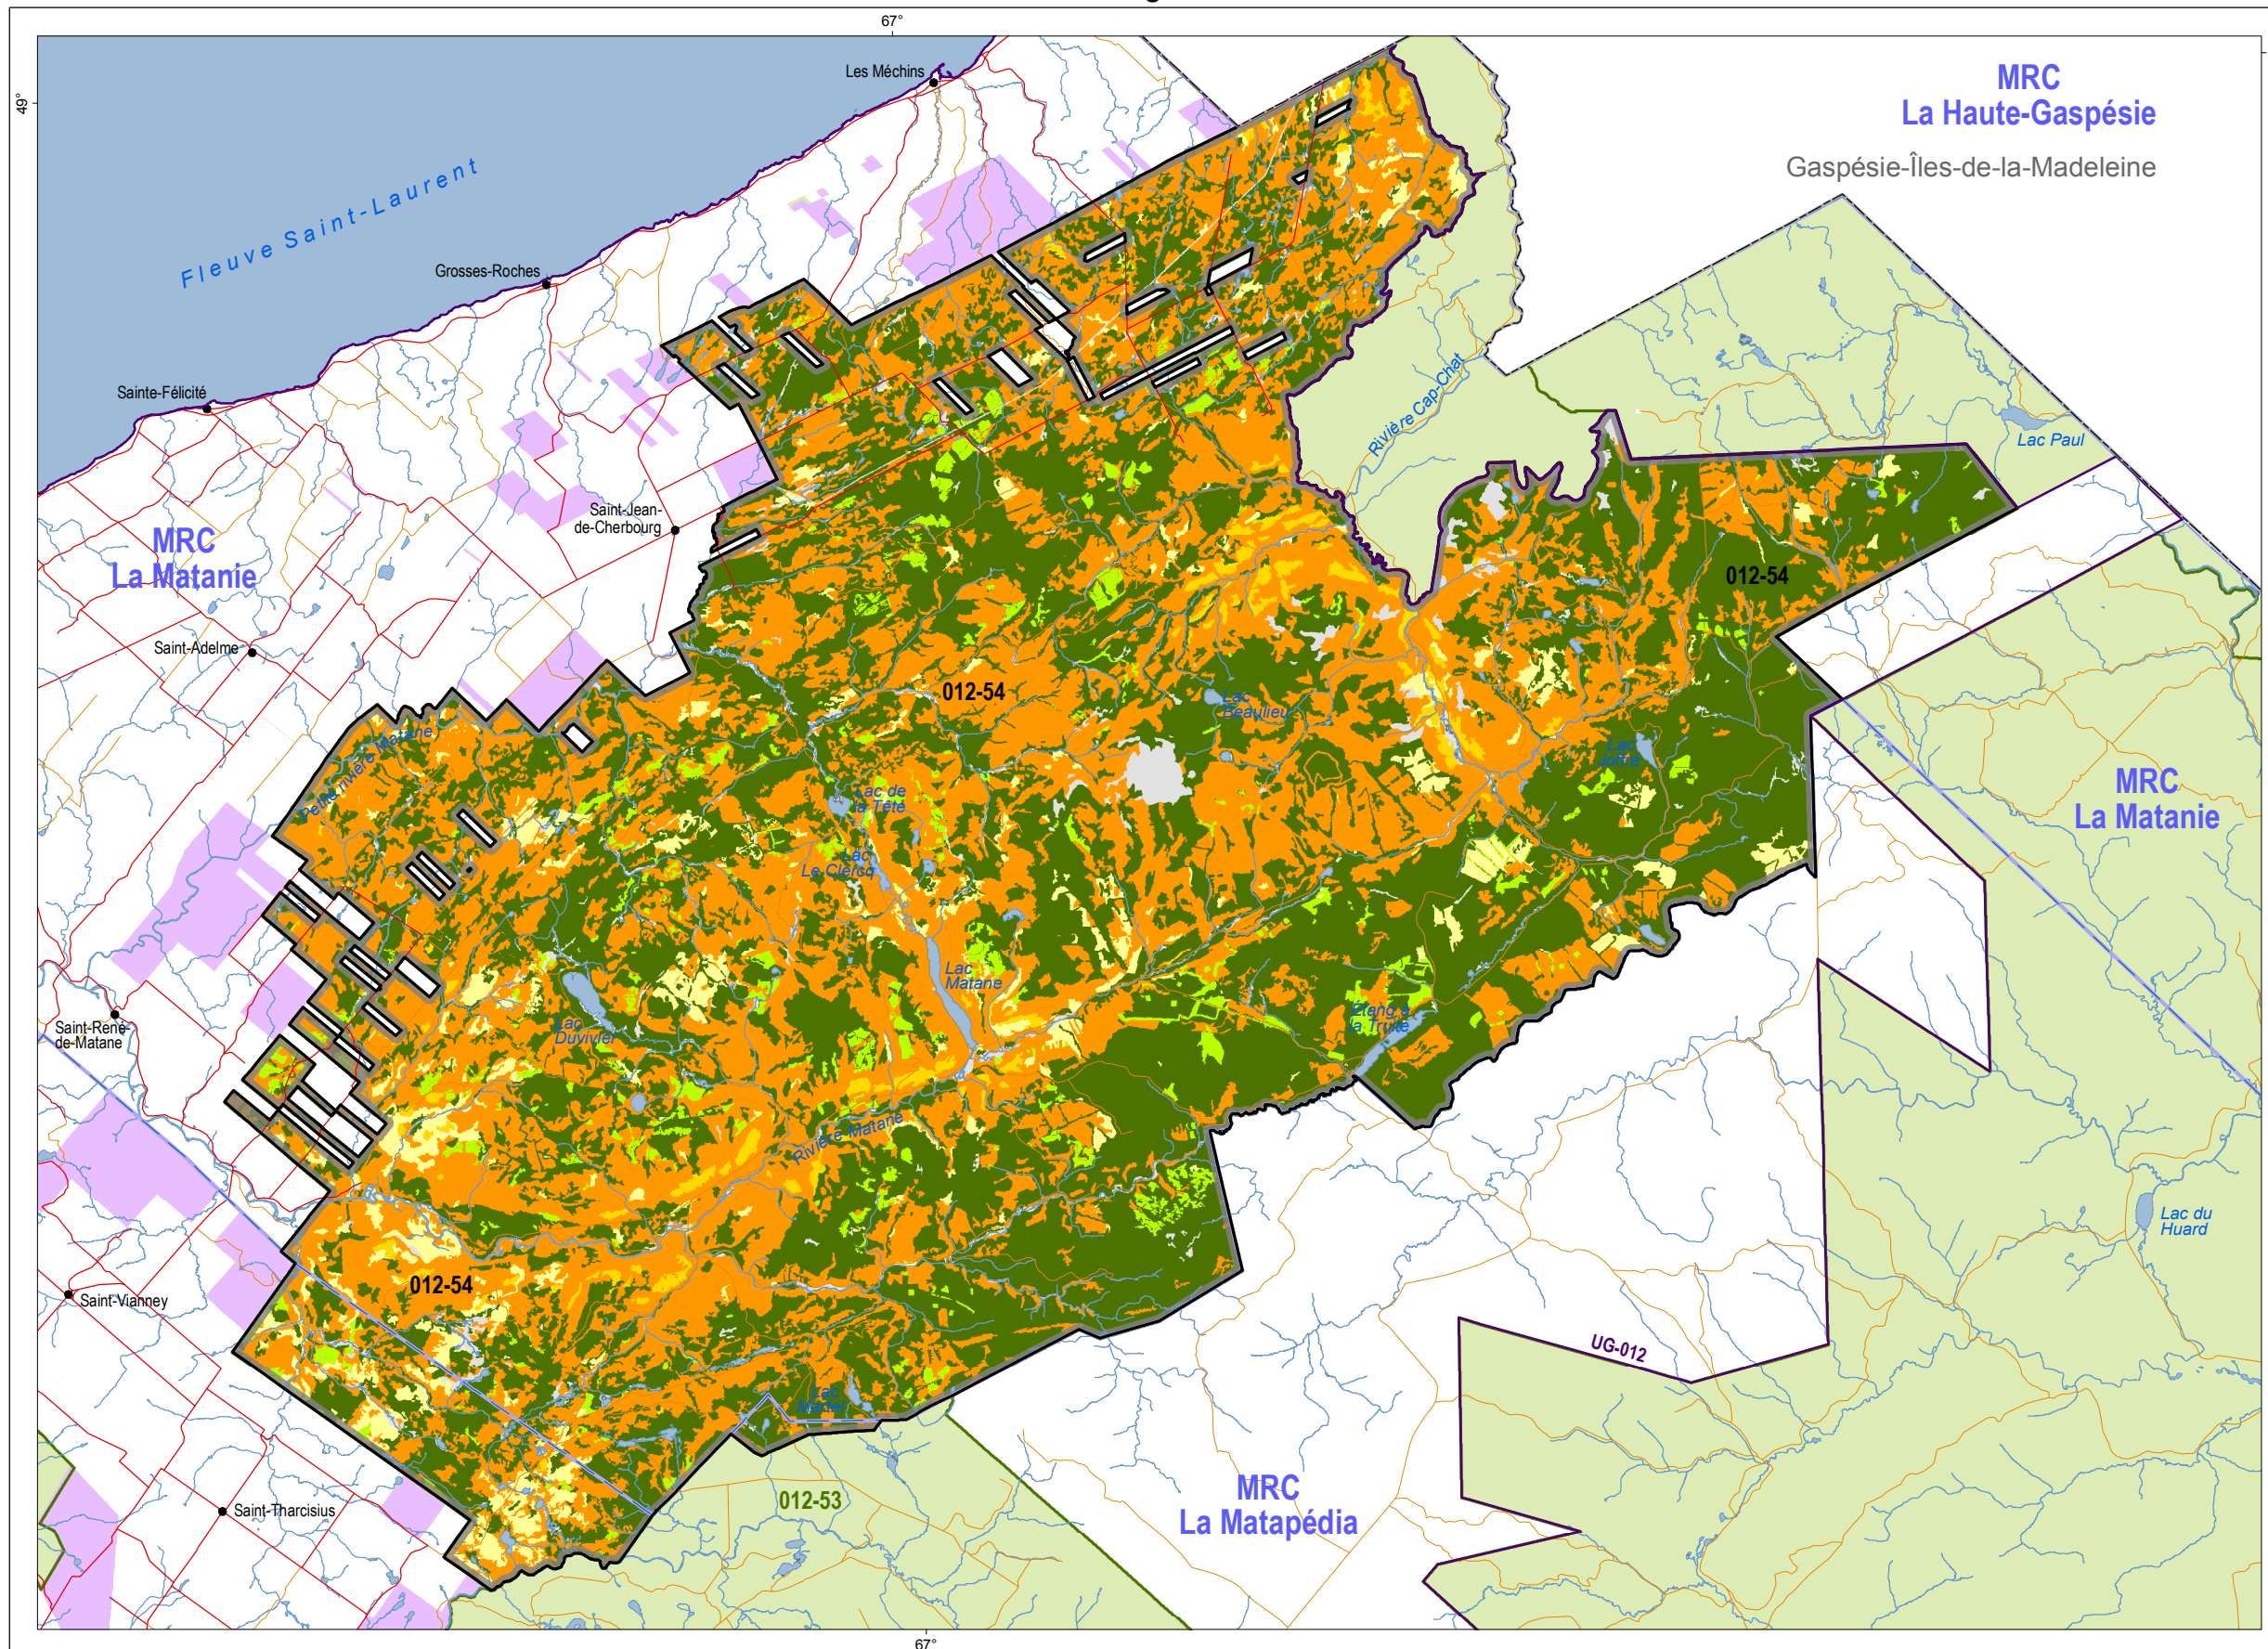 67°
49°
Les Méchins
MRC
La Haute-Gaspésie
Gaspésie-Îles-de-la-Madeleine
Fleuve Saint-Laurent
Grosses-Roches
Sainte-Félicité
Rivière Cap-Chat
Lac Paul
Saint-Jean-
de-Cherbourg
MRC
La Matanie
012-54
Saint-Adelme
012-54
Lac
Beaulieu
Petite rivière Matane
Lac
Joffre
MRC
La Matanie
Lac de
la Tête
Lac
Le Clercq
Lac
Matane
Saint-René-
de-Matane
Lac
Duvivier
Étang à
la Truite
Rivière Matane
Lac du
Huard
012-54
Saint-Vianney
UG-012
Lac
Martel
012-53
MRC
La Matapédia
Saint-Tharcisius
67°